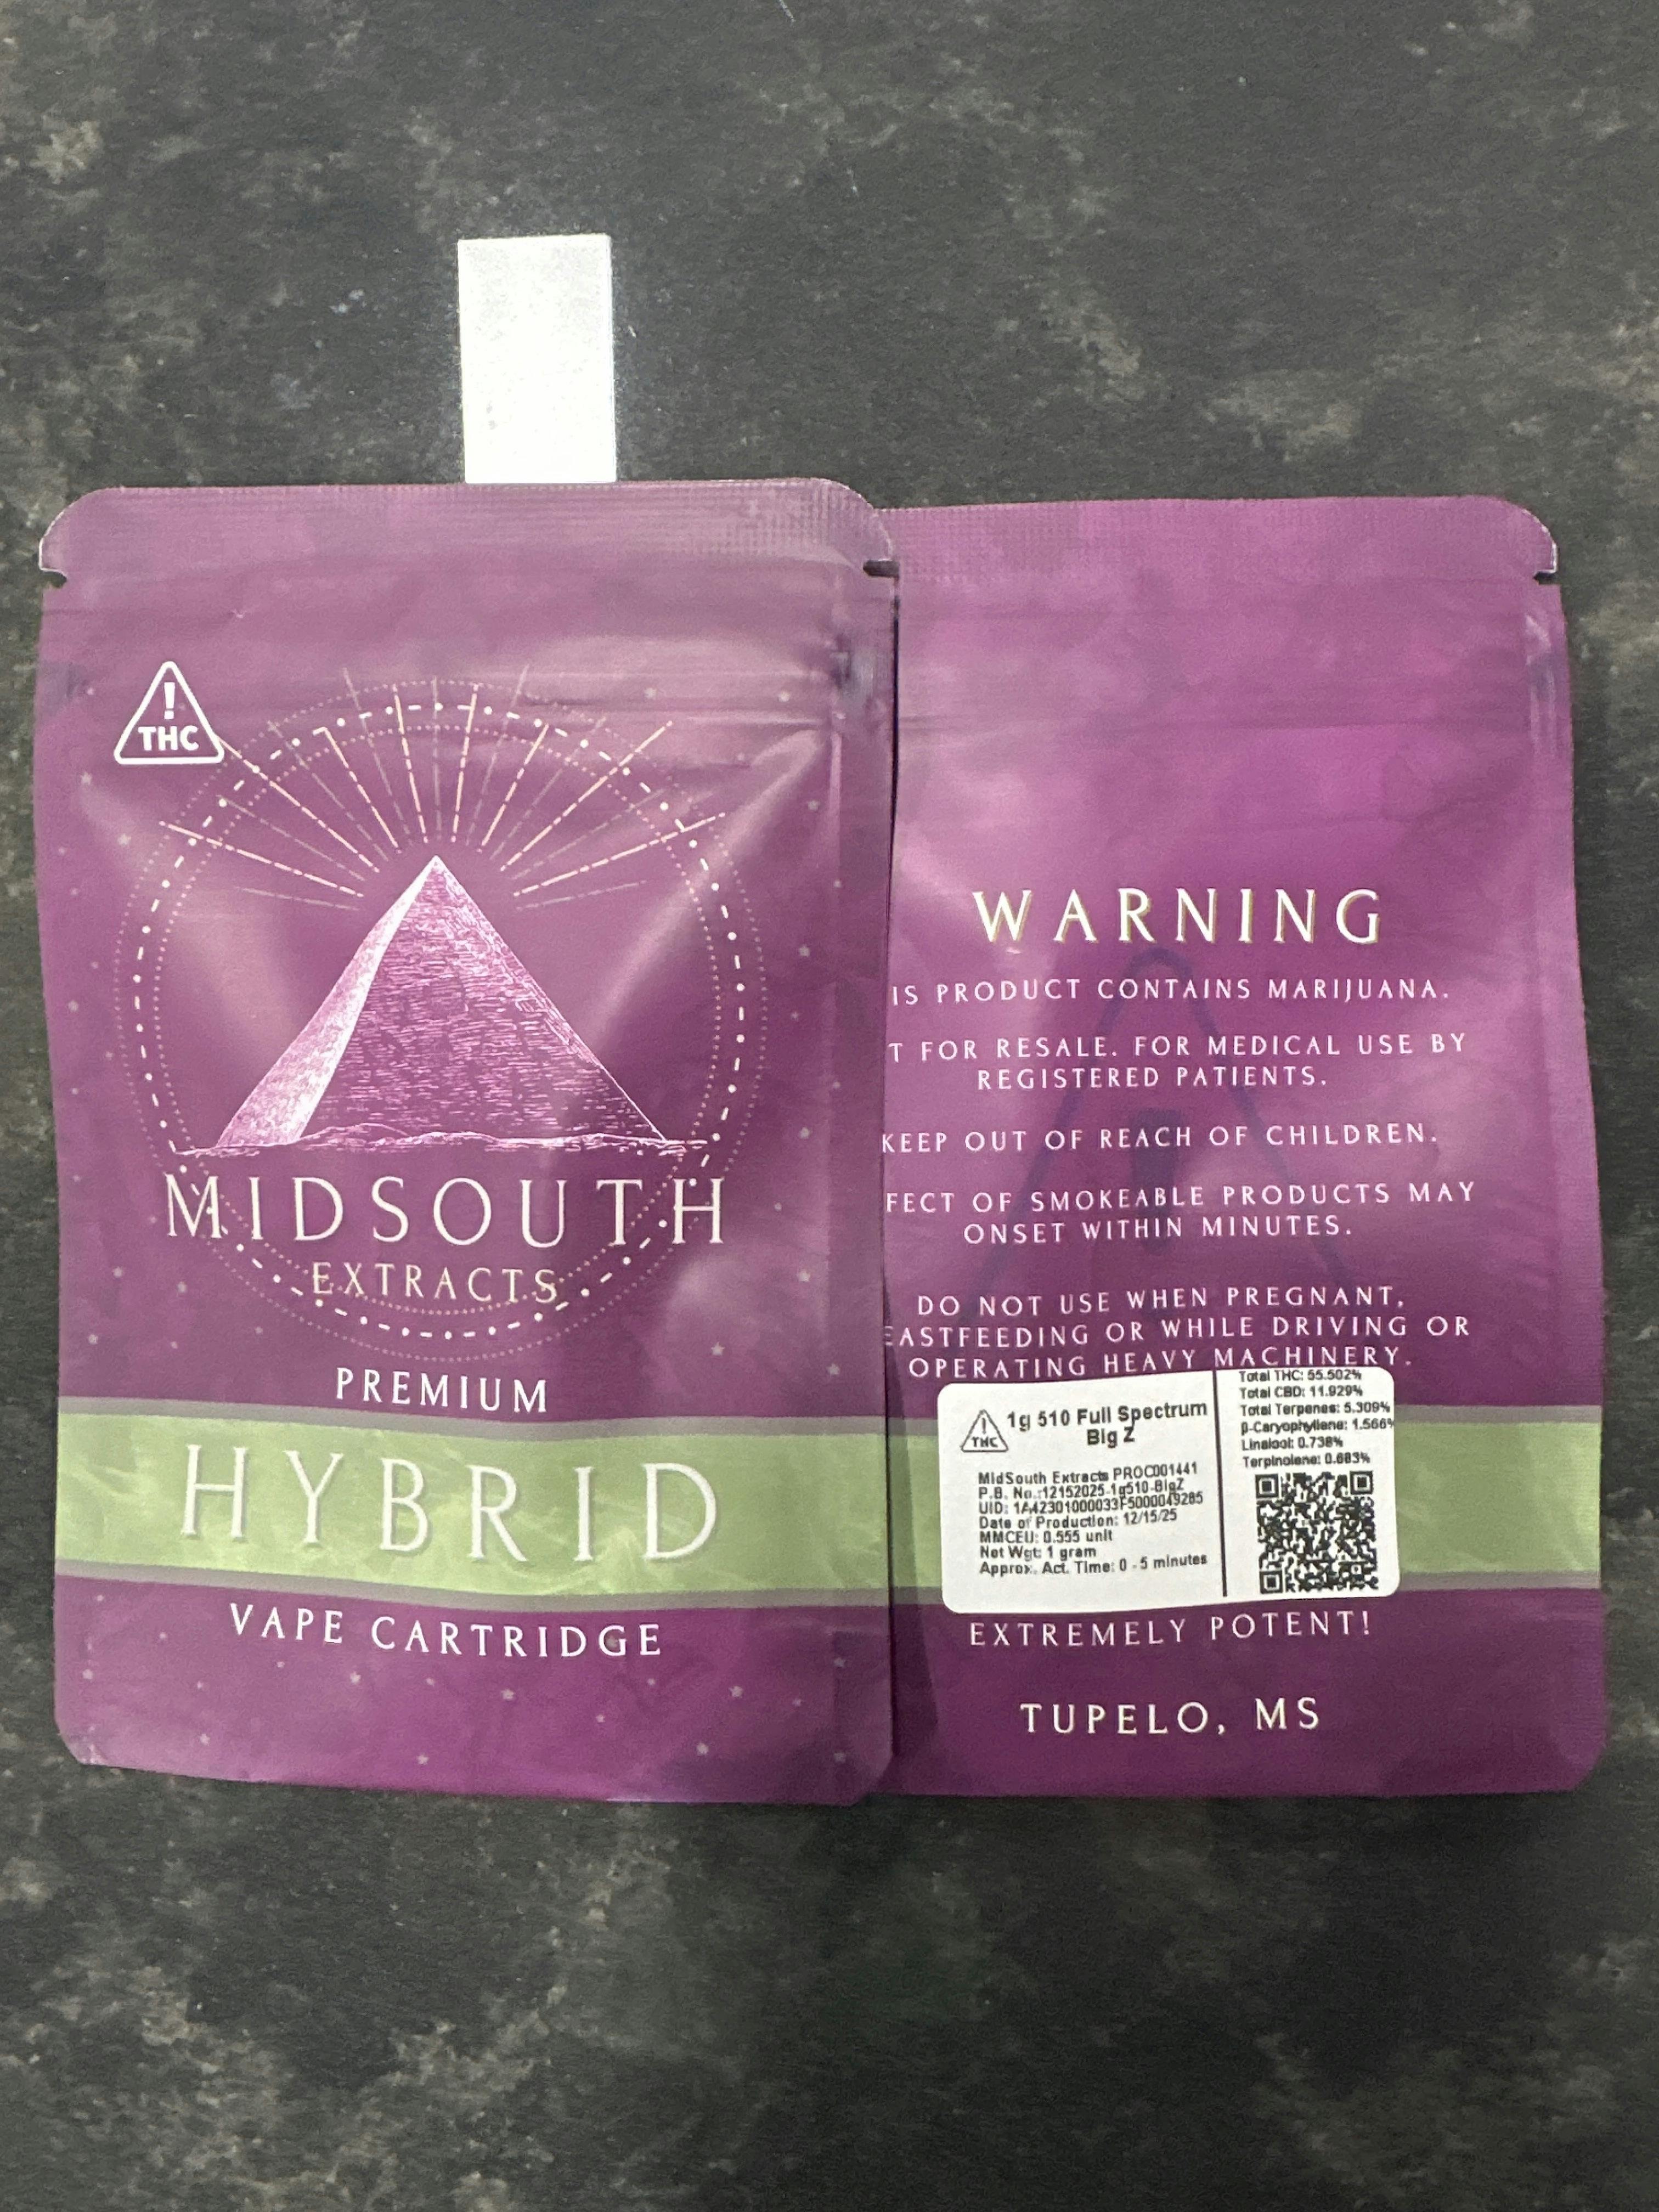 !
THC
MIDSOUTH
EXTRACTS
PREMIUM
HYBRID
VAPE CARTRIDGE
WARNING
IS PRODUCT CONTAINS MARIJUANA.
T FOR RESALE. FOR MEDICAL USE BY
REGISTERED PATIENTS.
KEEP OUT OF REACH OF CHILDREN.
FECT OF SMOKEABLE PRODUCTS MAY
ONSET WITHIN MINUTES.
DO NOT USE WHEN PREGNANT,
EASTFEEDING OR WHILE DRIVING OR
OPERATING HEAVY MACHINERY.
!
THC
1g 510 Full Spectrum
Big Z
MidSouth Extracts PROC001441
P.B. No.:12152025-1g510-BigZ
UID: 1A42301000033F5000049285
Date of Production: 12/15/25
MMCEU: 0.555 unit
Net Wgt: 1 gram
Approx. Act. Time: 0 - 5 minutes
Total THC: 55.502%
Total CBD: 11.929%
Total Terpenes: 5.309%
β-Caryophyllene: 1.566%
Linalool: 0.738%
Terpinolene: 0.683%
EXTREMELY POTENT!
TUPELO, MS